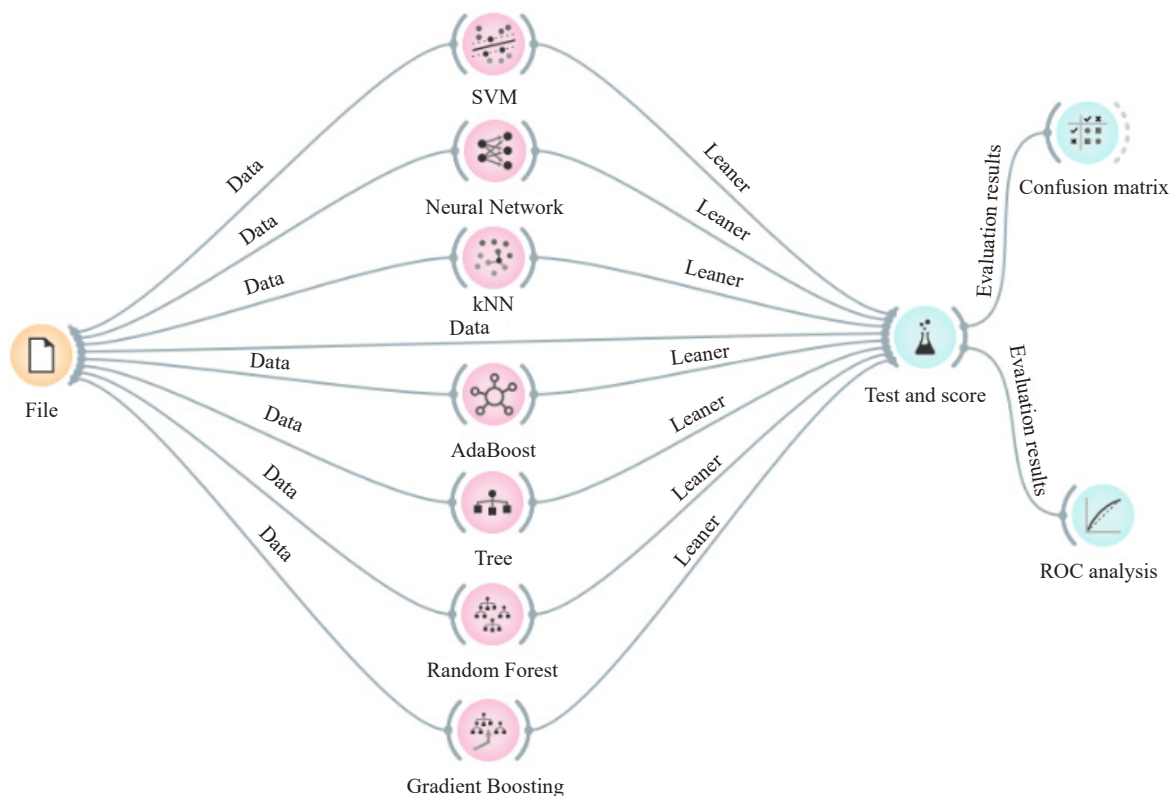 SVM
Data
Leaner
Confusion matrix
Neural Network
Data
Leaner
Evaluation results
kNN
Data
Leaner
Data
File
Data
Leaner
Test and score
Evaluation results
AdaBoost
Data
Leaner
Tree
Data
Leaner
ROC analysis
Random Forest
Data
Leaner
Gradient Boosting